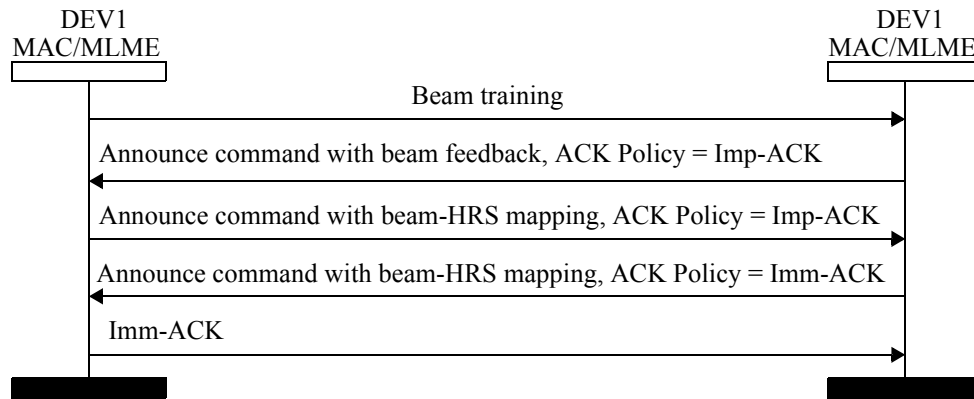 DEV1
MAC/MLME
DEV1
MAC/MLME
Beam training
Announce command with beam feedback, ACK Policy = Imp-ACK
Announce command with beam-HRS mapping, ACK Policy = Imp-ACK
Announce command with beam-HRS mapping, ACK Policy = Imm-ACK
Imm-ACK